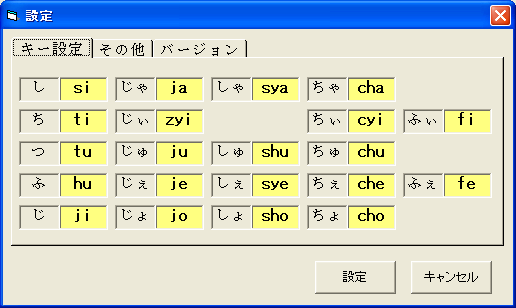 設定
キー設定 その他 バージョン
し si じゃ ja しゃ sya ちゃ cha
ち ti じぃ zyi ちぃ cyi ふぃ fi
つ tu じゅ ju しゅ shu ちゅ chu
ふ hu じぇ je しぇ sye ちぇ che ふぇ fe
じ ji じょ jo しょ sho ちょ cho
設定 キャンセル